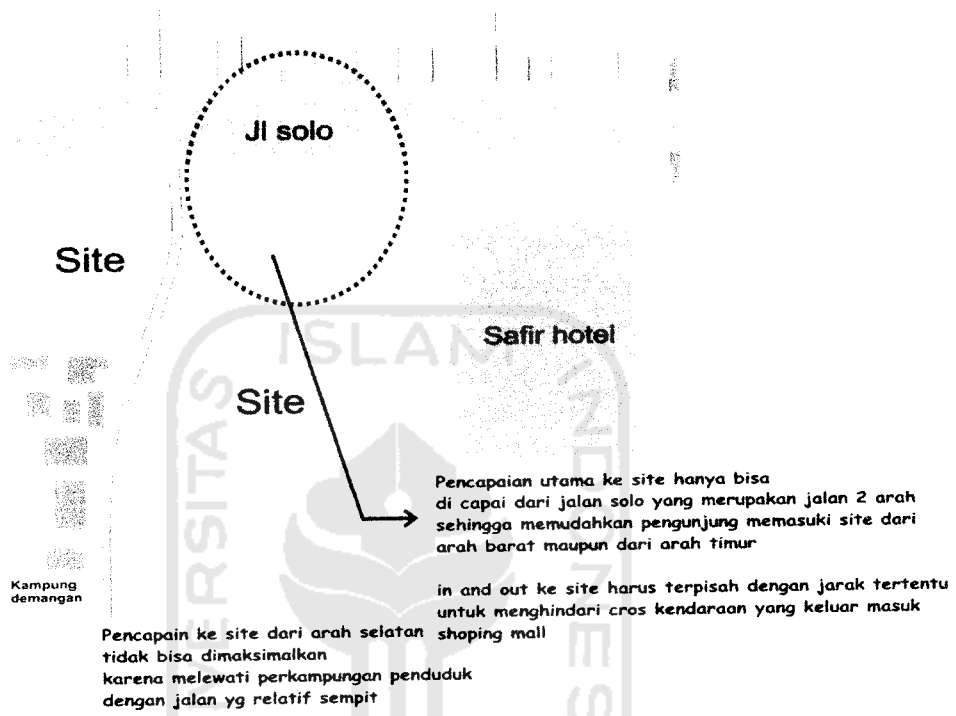 Jl solo
Site
Safir hotel
Site
Pencapaian utama ke site hanya bisa
di capai dari jalan solo yang merupakan jalan 2 arah
sehingga memudahkan pengunjung memasuki site dari
arah barat maupun dari arah timur
in and out ke site harus terpisah dengan jarak tertentu
untuk menghindari cros kendaraan yang keluar masuk
shoping mall
Kampung
demangan
Pencapain ke site dari arah selatan
tidak bisa dimaksimalkan
karena melewati perkampungan penduduk
dengan jalan yg relatif sempit
ISLAM